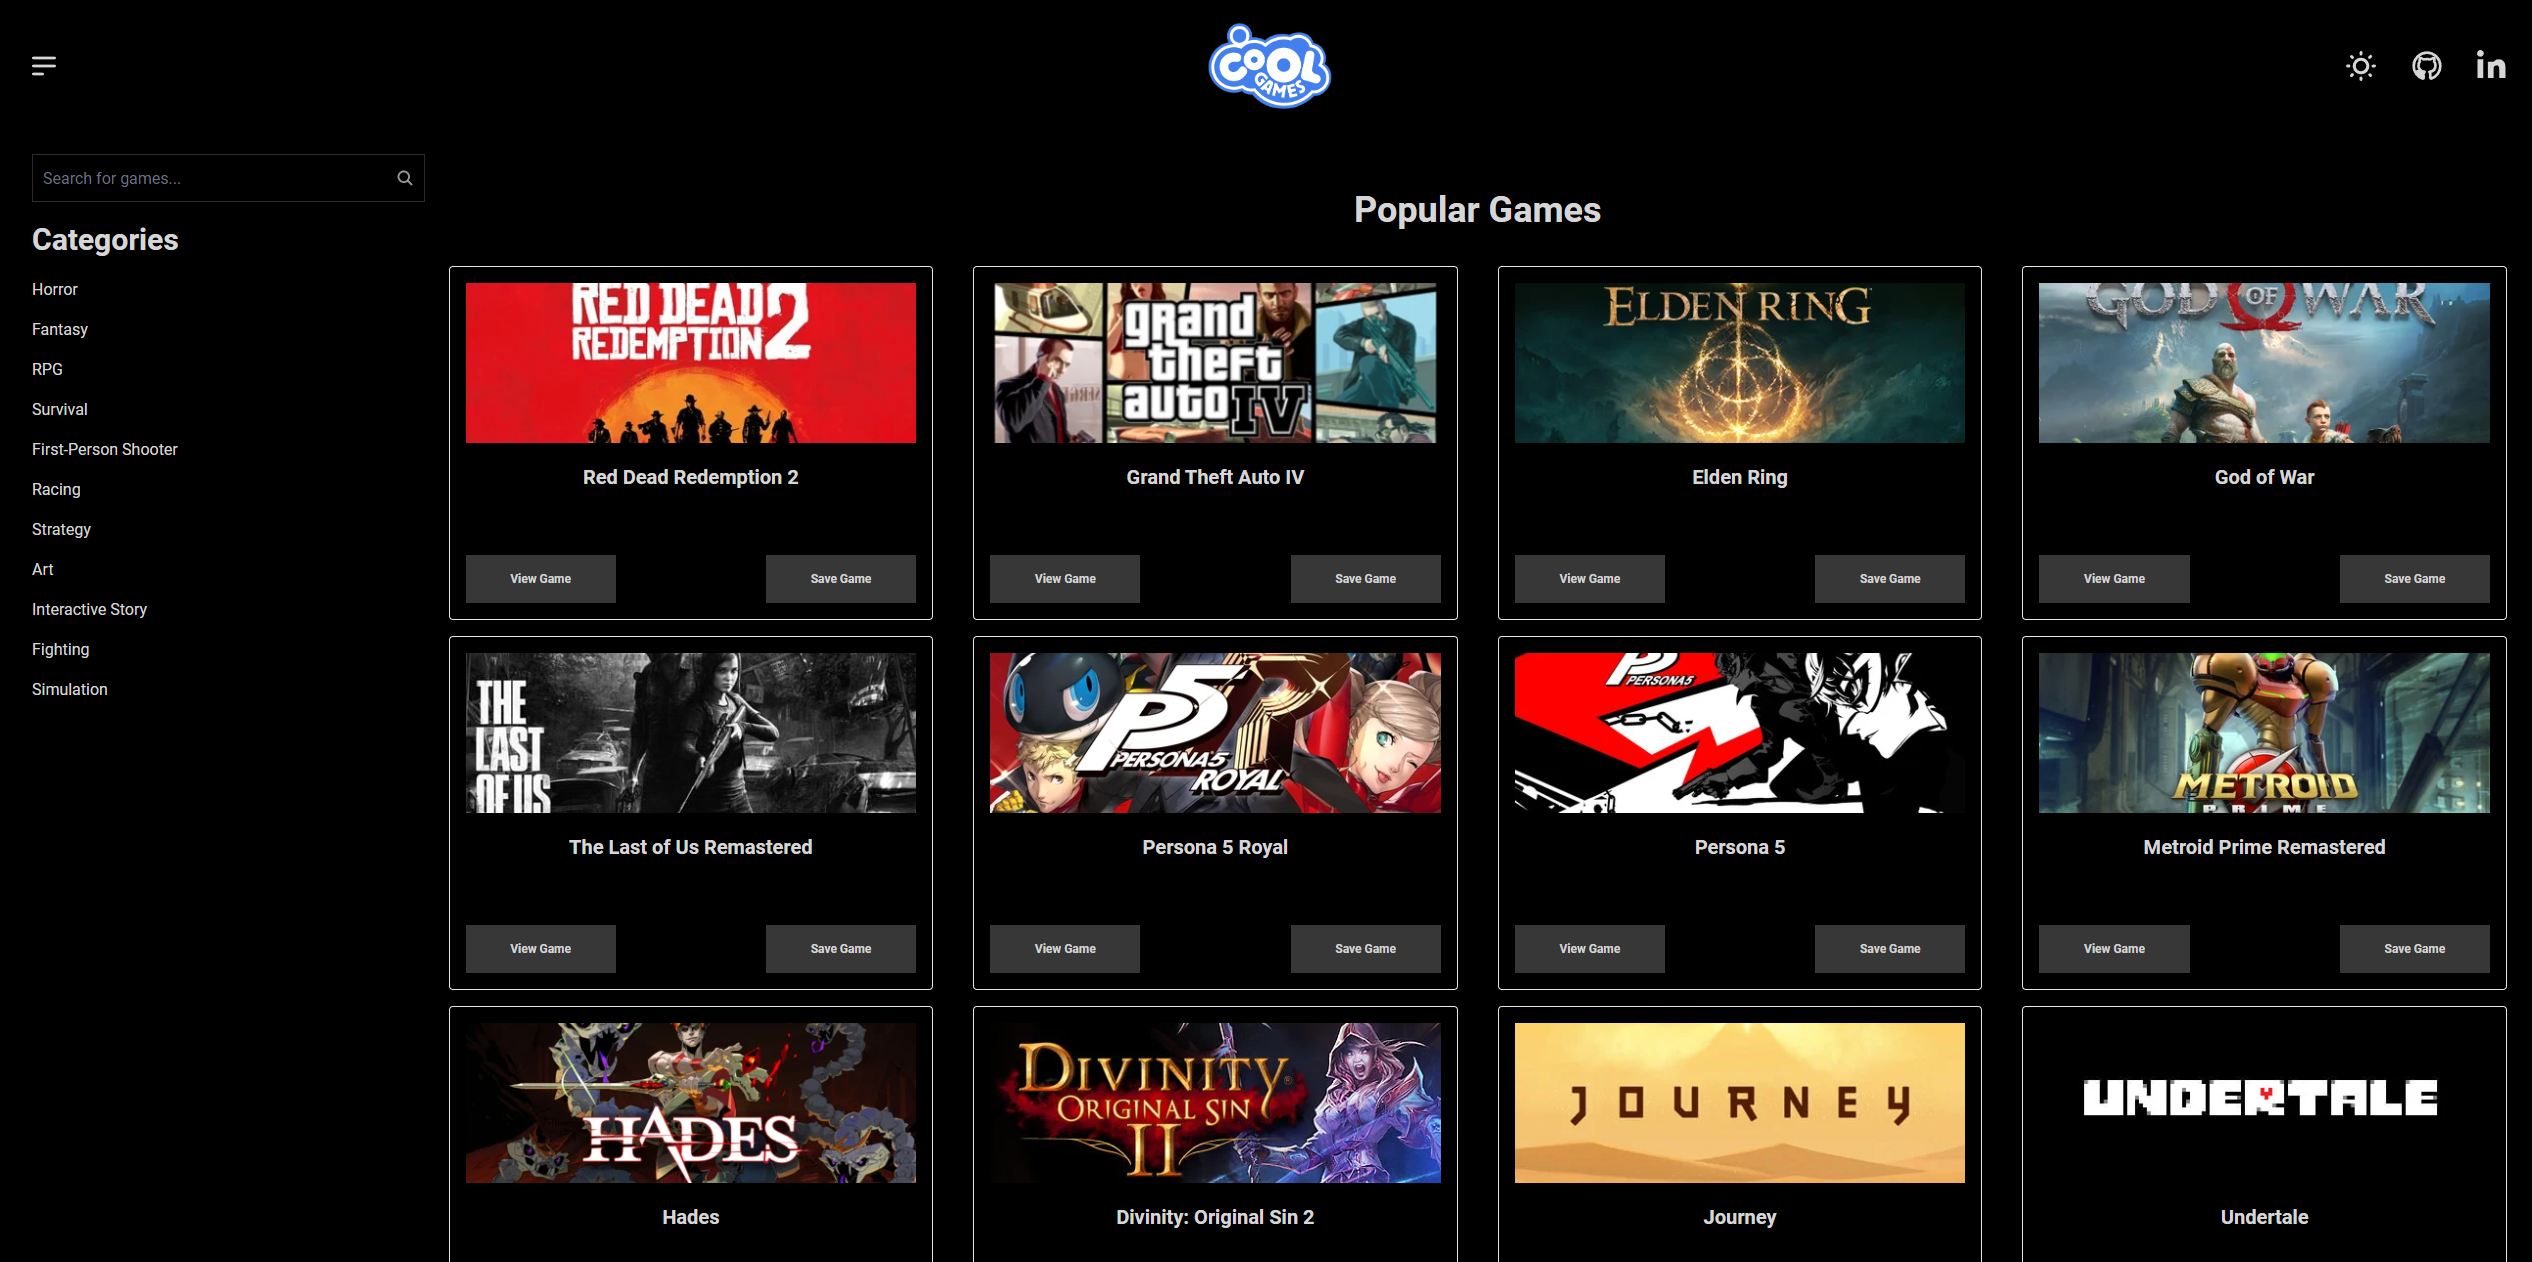 COOL
GAMES
in
Search for games...
Categories
Horror
Fantasy
RPG
Survival
First-Person Shooter
Racing
Strategy
Art
Interactive Story
Fighting
Simulation
Popular Games
RED DEAD
REDEMPTION 2
Red Dead Redemption 2
View Game
Save Game
grand
theft
auto IV
Grand Theft Auto IV
View Game
Save Game
ELDEN RING
Elden Ring
View Game
Save Game
GOD OF WAR
God of War
View Game
Save Game
THE
LAST
OF US
The Last of Us Remastered
View Game
Save Game
P5R
PERSONA5
ROYAL
Persona 5 Royal
View Game
Save Game
P5
PERSONA5
Persona 5
View Game
Save Game
METROID
PRIME
Metroid Prime Remastered
View Game
Save Game
HADES
Hades
DIVINITY®
ORIGINAL SIN
II
Divinity: Original Sin 2
JOURNEY
Journey
UNDERTALE
Undertale